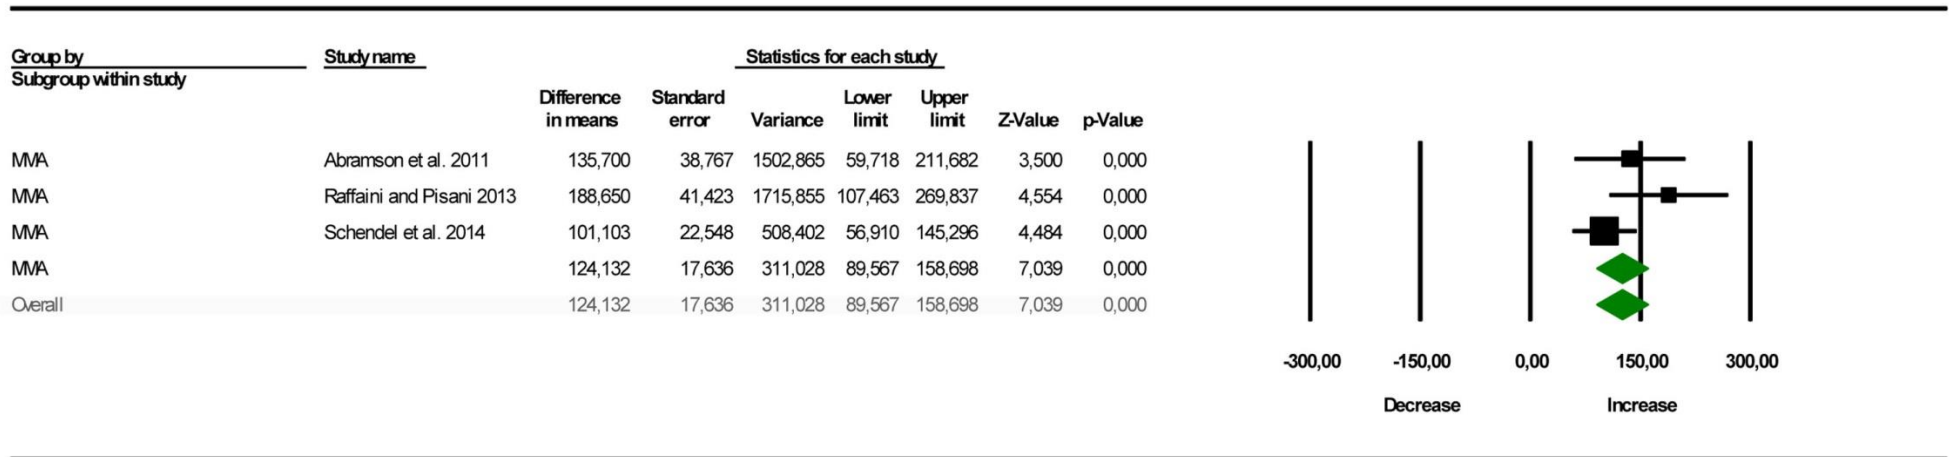 Group by Study name Statistics for each study
Subgroup within study
Difference Standard Lower Upper
in means error Variance limit limit Z-Value p-Value
MMA Abramson et al. 2011 135,700 38,767 1502,865 59,718 211,682 3,500 0,000
MMA Raffaini and Pisani 2013 188,650 41,423 1715,855 107,463 269,837 4,554 0,000
MMA Schendel et al. 2014 101,103 22,548 508,402 56,910 145,296 4,484 0,000
MMA 124,132 17,636 311,028 89,567 158,698 7,039 0,000
Overall 124,132 17,636 311,028 89,567 158,698 7,039 0,000
-300,00 -150,00 0,00 150,00 300,00
Decrease Increase